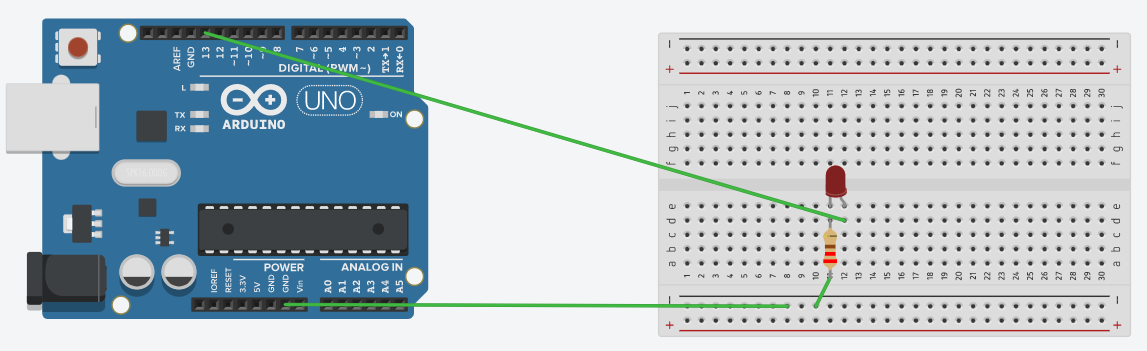 AREF
GND
13
12
~11
~10
~9
8
7
~6
~5
4
~3
2
TX→1
RX←0
DIGITAL (PWM~)
L
TX
RX
ARDUINO
UNO
ON
POWER
ANALOG IN
IOREF
RESET
3.3V
5V
GND
GND
Vin
A0
A1
A2
A3
A4
A5
− −
+ +
1 2 3 4 5 6 7 8 9 10 11 12 13 14 15 16 17 18 19 20 21 22 23 24 25 26 27 28 29 30
j j
i i
h h
g g
f f
e e
d d
c c
b b
a a
1 2 3 4 5 6 7 8 9 10 11 12 13 14 15 16 17 18 19 20 21 22 23 24 25 26 27 28 29 30
− −
+ +